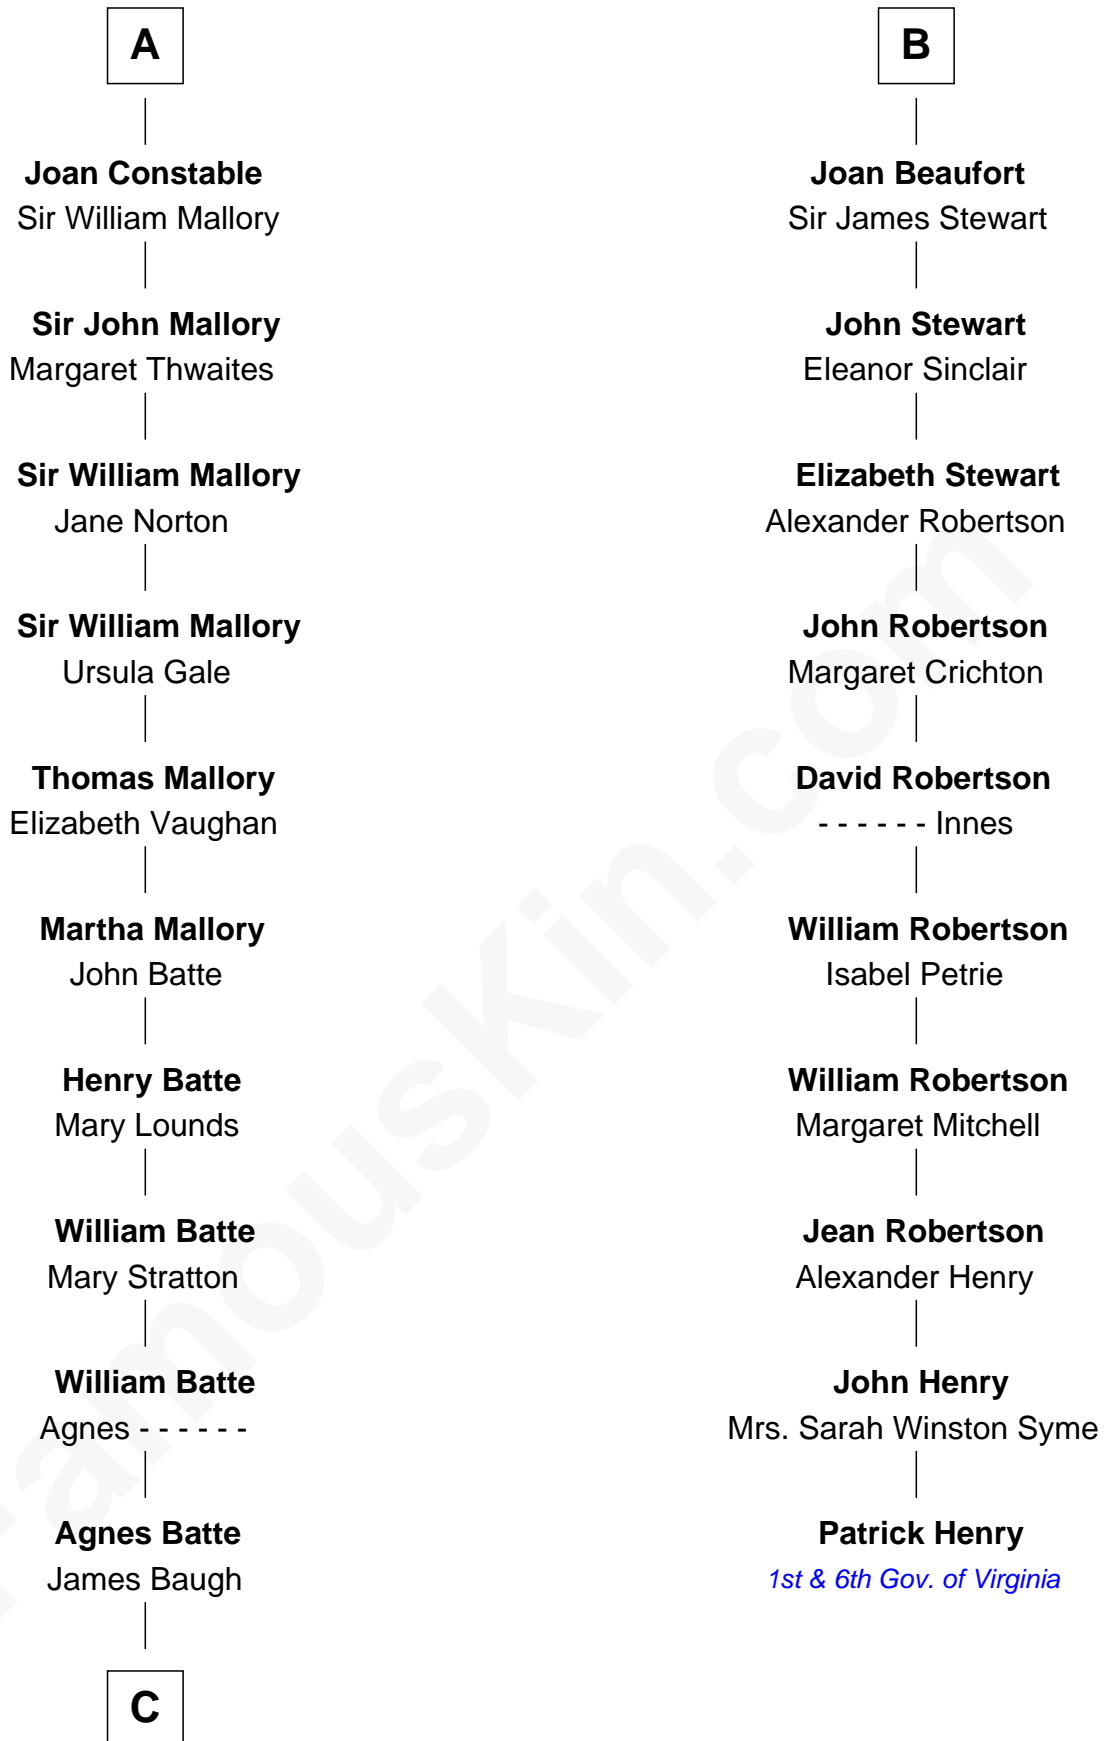 A
Joan Constable
Sir William Mallory
Sir John Mallory
Margaret Thwaites
Sir William Mallory
Jane Norton
Sir William Mallory
Ursula Gale
Thomas Mallory
Elizabeth Vaughan
Martha Mallory
John Batte
Henry Batte
Mary Lounds
William Batte
Mary Stratton
William Batte
Agnes - - - - - -
Agnes Batte
James Baugh
C
B
Joan Beaufort
Sir James Stewart
John Stewart
Eleanor Sinclair
Elizabeth Stewart
Alexander Robertson
John Robertson
Margaret Crichton
David Robertson
- - - - - - Innes
William Robertson
Isabel Petrie
William Robertson
Margaret Mitchell
Jean Robertson
Alexander Henry
John Henry
Mrs. Sarah Winston Syme
Patrick Henry
1st & 6th Gov. of Virginia
FamousKin.com